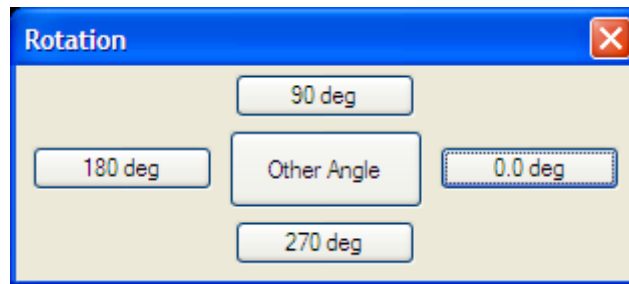 Rotation
90 deg
180 deg
Other Angle
0.0 deg
270 deg